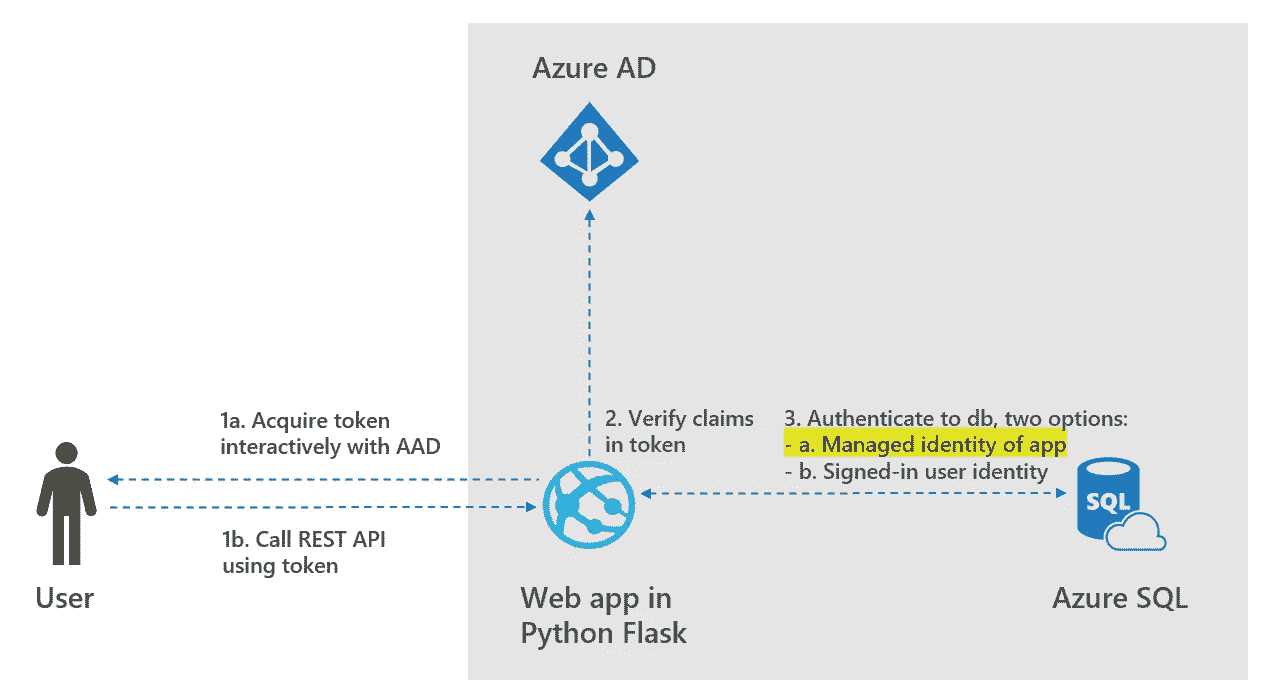 Azure AD
1a. Acquire token
interactively with AAD
2. Verify claims
in token
3. Authenticate to db, two options:
- a. Managed identity of app
- b. Signed-in user identity
SQL
1b. Call REST API
using token
User
Web app in
Python Flask
Azure SQL